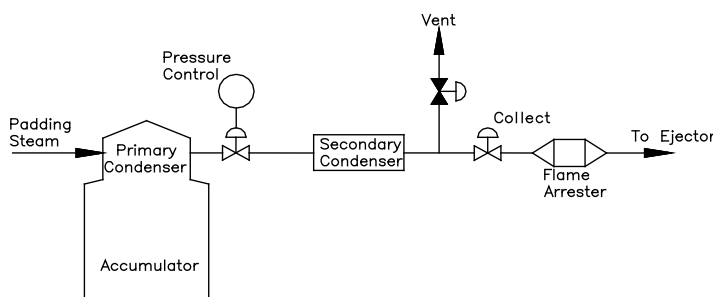 Vent
Pressure
Control
Padding
Steam
Primary
Condenser
Secondary
Condenser
Collect
To Ejector
Flame
Arrester
Accumulator